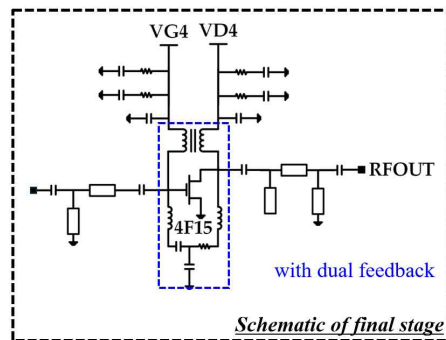 VG4 VD4
RFOUT
4F15
with dual feedback
Schematic of final stage